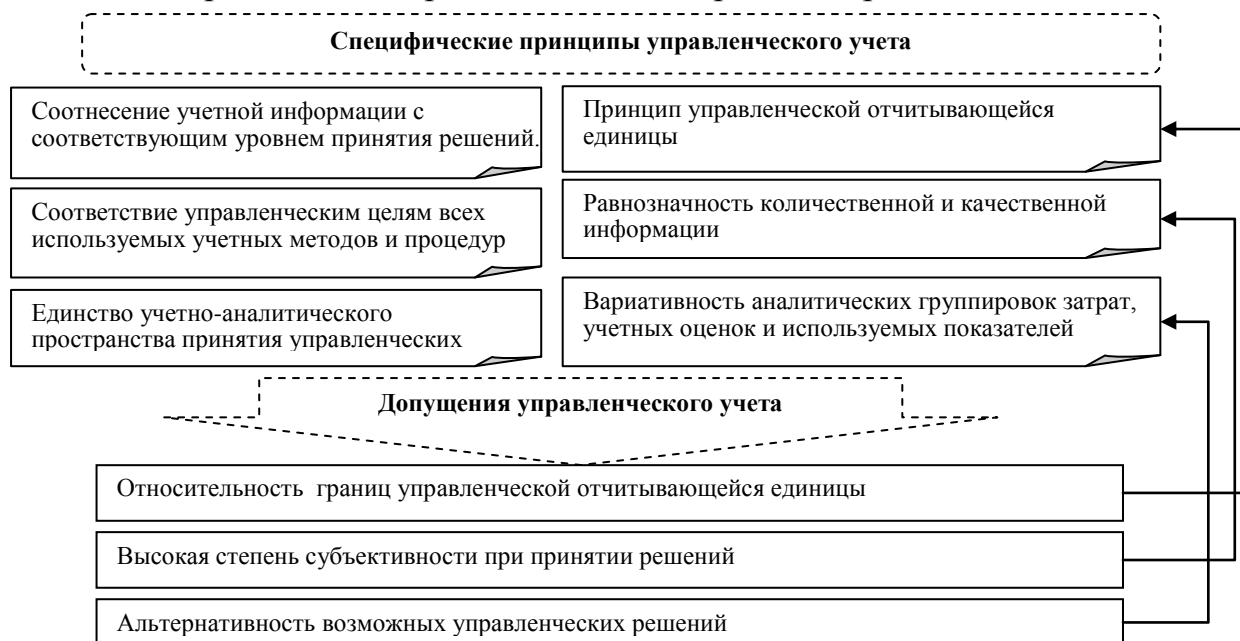 Специфические принципы управленческого учета
Соотнесение учетной информации с
соответствующим уровнем принятия решений.
Соответствие управленческим целям всех
используемых учетных методов и процедур
Единство учетно-аналитического
пространства принятия управленческих
Принцип управленческой отчитывающейся
единицы
Равнозначность количественной и качественной
информации
Вариативность аналитических группировок затрат,
учетных оценок и используемых показателей
Допущения управленческого учета
Относительность границ управленческой отчитывающейся единицы
Высокая степень субъективности при принятии решений
Альтернативность возможных управленческих решений